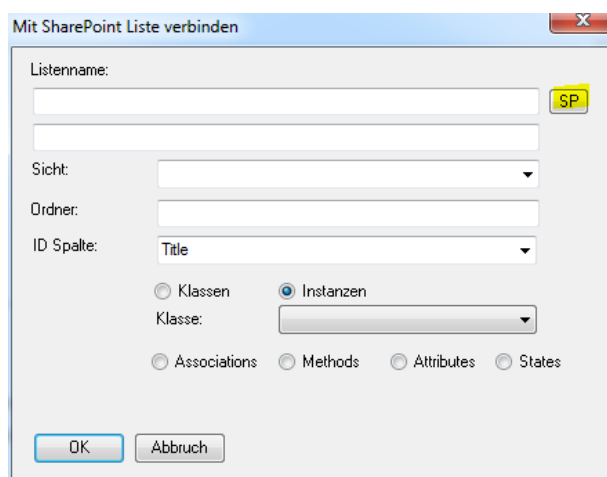 Mit SharePoint Liste verbinden
Listenname:
SP
Sicht:
Ordner:
ID Spalte: Title
Klassen Instanzen
Klasse:
Associations Methods Attributes States
OK Abbruch